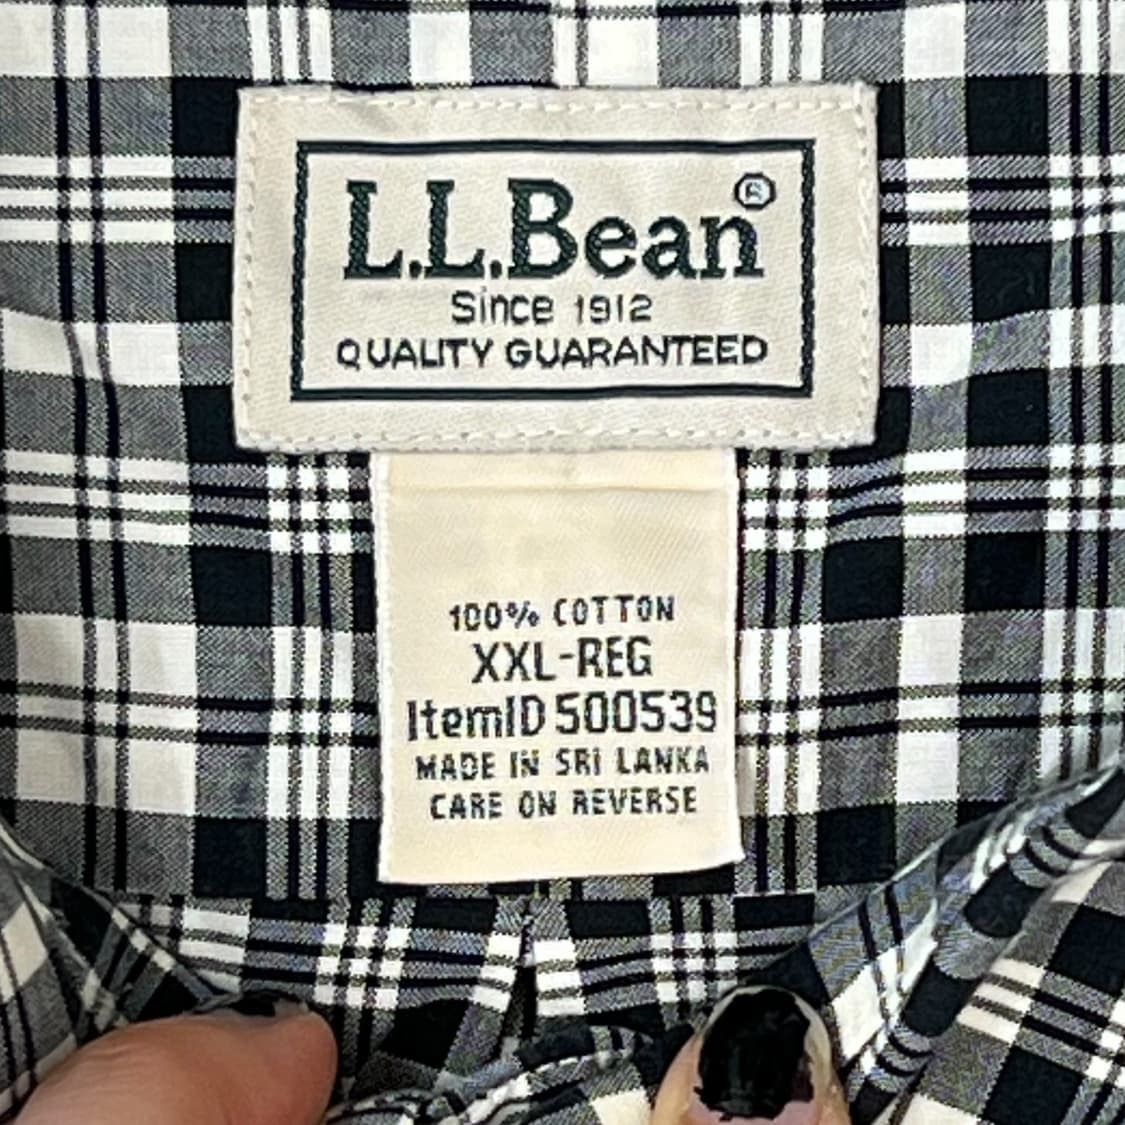 L.L.Bean®
Since 1912
QUALITY GUARANTEED
100% COTTON
XXL-REG
ItemID 500539
MADE IN SRI LANKA
CARE ON REVERSE